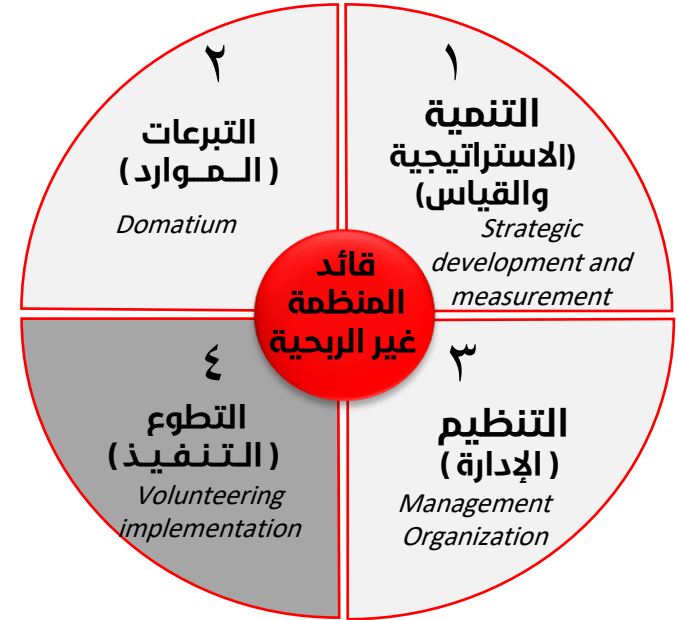 ١
التنمية
(الاستراتيجية
والقياس)
Strategic
development and
measurement
٢
التبرعات
(الــمــوارد)
Domatium
قائد
المنظمة
غير الربحية
٣
التنظيم
(الإدارة)
Management
Organization
٤
التطوع
(الـتـنـفـيـذ)
Volunteering
implementation